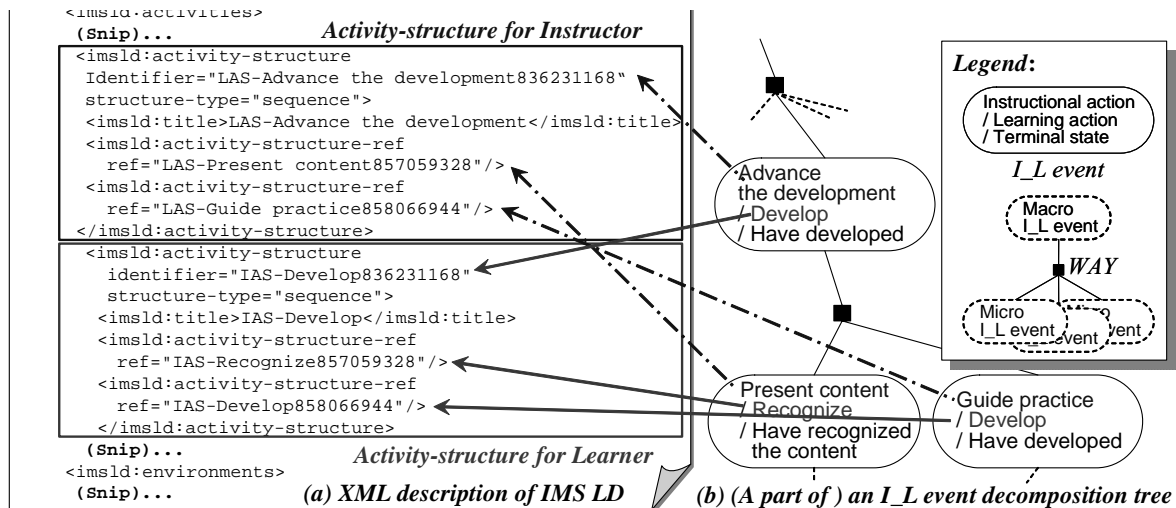 <imsld:activities>
(Snip)...
Activity-structure for Instructor
<imsld:activity-structure
Identifier="LAS-Advance the development836231168"
structure-type="sequence">
<imsld:title>LAS-Advance the development</imsld:title>
<imsld:activity-structure-ref
ref="LAS-Present content857059328"/>
<imsld:activity-structure-ref
ref="LAS-Guide practice858066944"/>
</imsld:activity-structure>
<imsld:activity-structure
identifier="IAS-Develop836231168"
structure-type="sequence">
<imsld:title>IAS-Develop</imsld:title>
<imsld:activity-structure-ref
ref="IAS-Recognize857059328"/>
<imsld:activity-structure-ref
ref="IAS-Develop858066944"/>
</imsld:activity-structure>
(Snip)...
Activity-structure for Learner
<imsld:environments>
(Snip)...
(a) XML description of IMS LD
Advance
the development
/ Develop
/ Have developed
Present content
/ Recognize
/ Have recognized
the content
Guide practice
/ Develop
/ Have developed
(b) (A part of ) an I_L event decomposition tree
Legend:
Instructional action
/ Learning action
/ Terminal state
I_L event
Macro
I_L event
WAY
Micro
I_L event
event
event